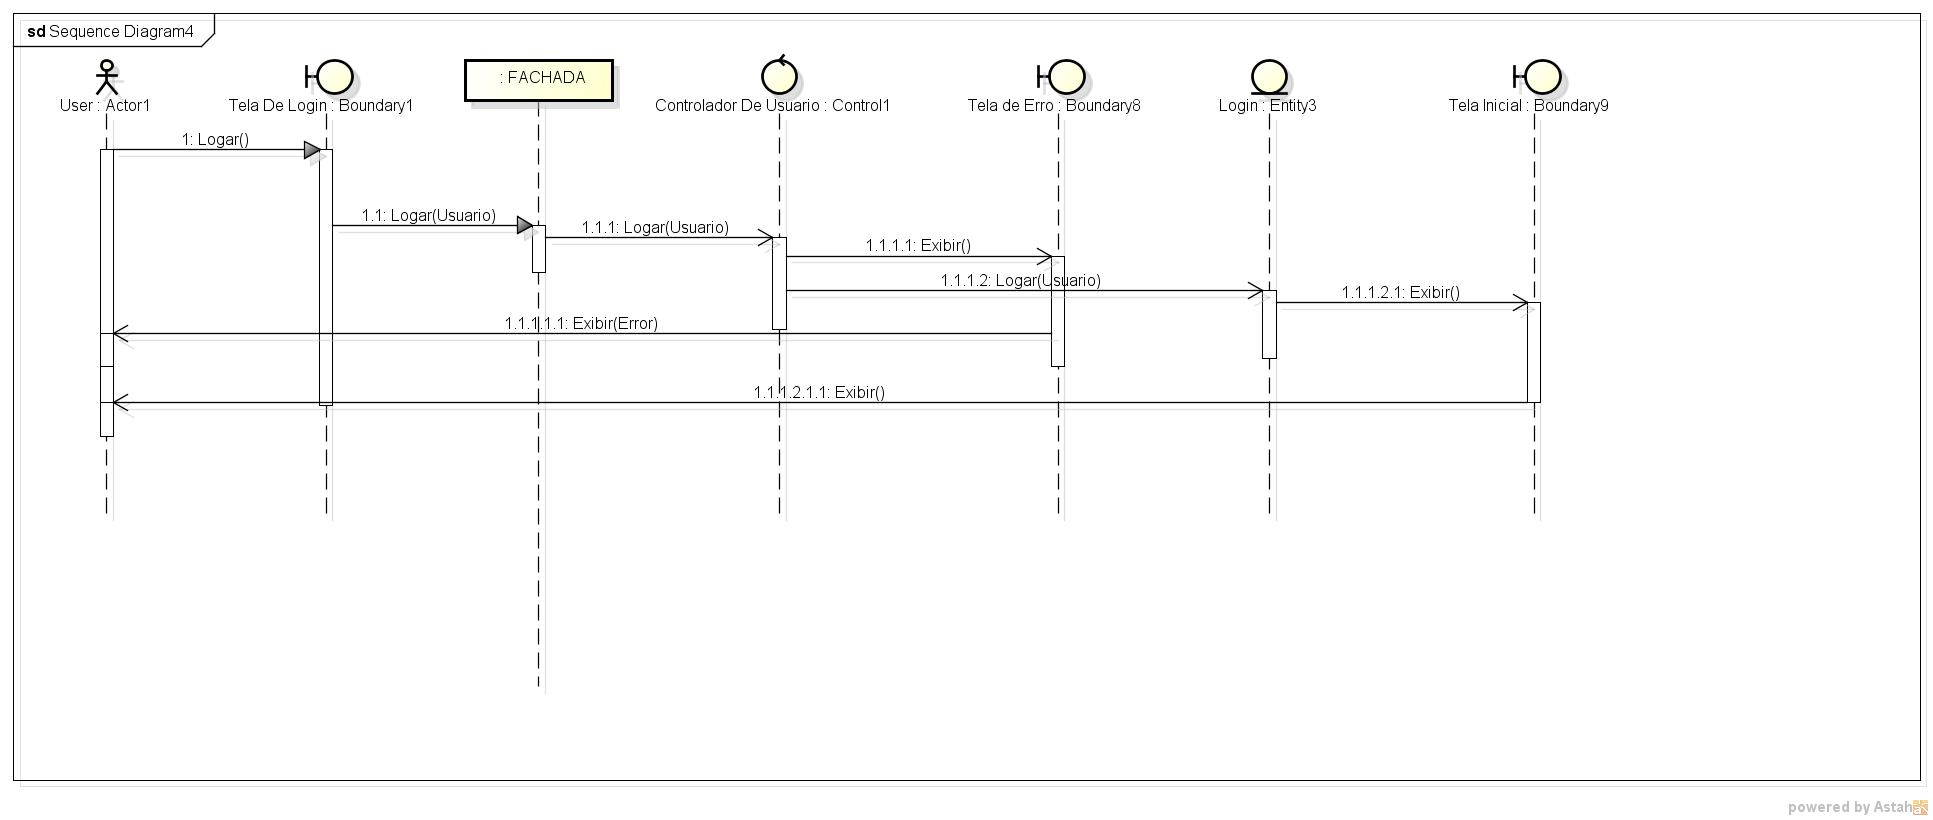 sd Sequence Diagram4
: FACHADA
User : Actor1
Tela De Login : Boundary1
Controlador De Usuario : Control1
Tela de Erro : Boundary8
Login : Entity3
Tela Inicial : Boundary9
1: Logar()
1.1: Logar(Usuario)
1.1.1: Logar(Usuario)
1.1.1.1: Exibir()
1.1.1.2: Logar(Usuario)
1.1.1.2.1: Exibir()
1.1.1.1.1: Exibir(Error)
1.1.1.2.1.1: Exibir()
powered by Astah